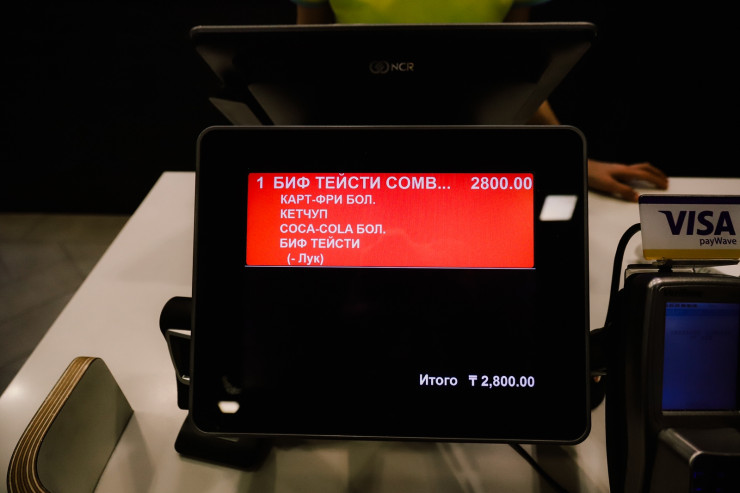 NCR
1 БИФ ТЕЙСТИ COMB... 2800.00
КАРТ-ФРИ БОЛ.
КЕТЧУП
COCA-COLA БОЛ.
БИФ ТЕЙСТИ
(- Лук)
Итого ₸ 2,800.00
VISA
payWave